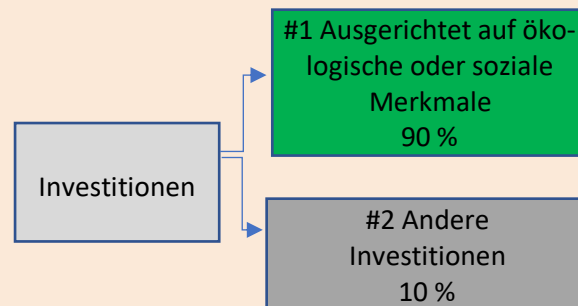 #1 Ausgerichtet auf öko-
logische oder soziale
Merkmale
90 %
Investitionen
#2 Andere
Investitionen
10 %